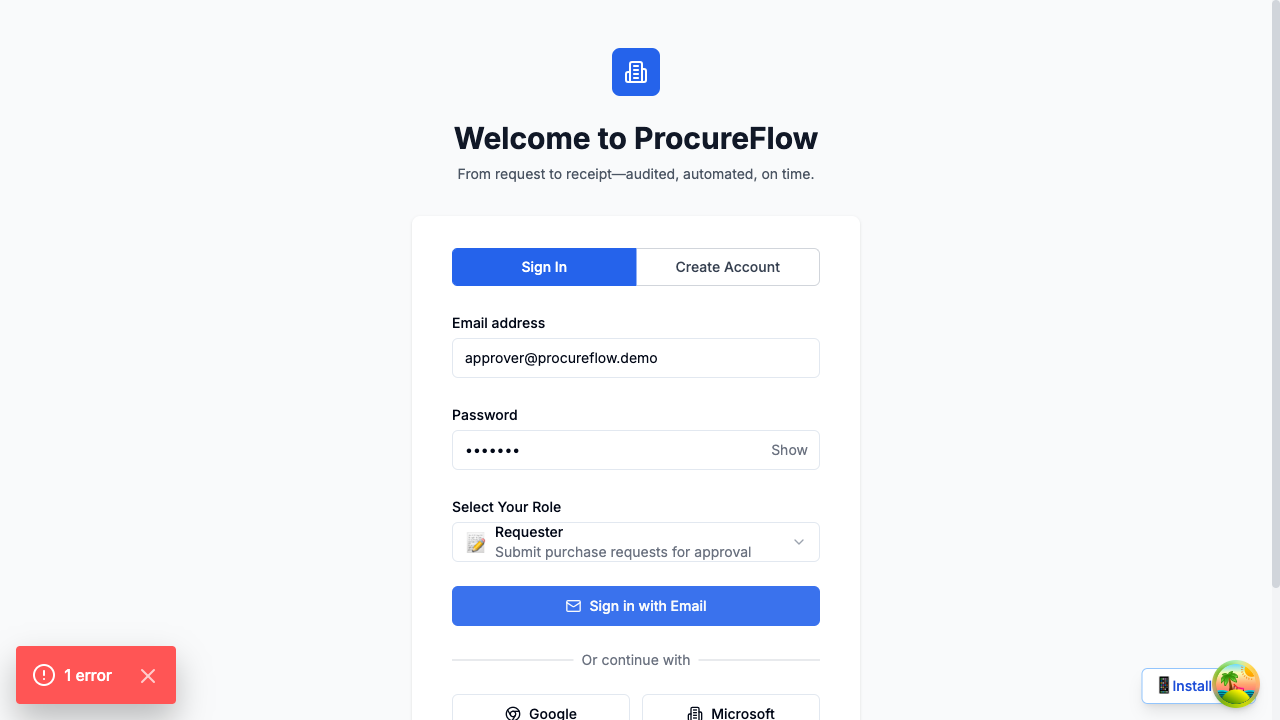 Welcome to ProcureFlow
From request to receipt—audited, automated, on time.
Sign In
Create Account
Email address
approver@procureflow.demo
Password
•••••••
Show
Select Your Role
Requester
Submit purchase requests for approval
Sign in with Email
Or continue with
Google
Microsoft
1 error
Install